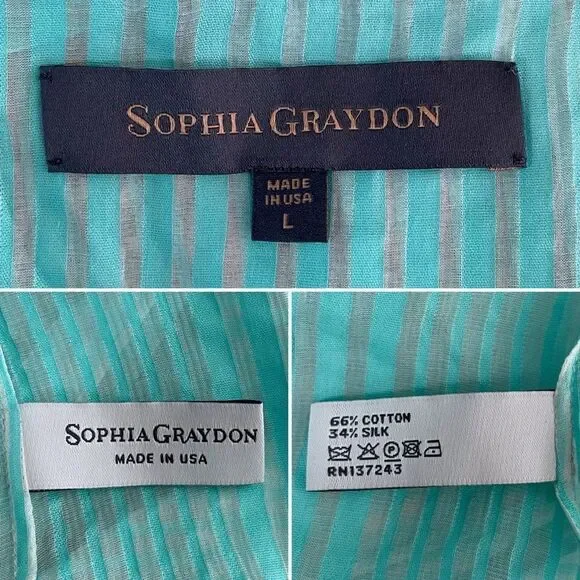 SOPHIA GRAYDON
MADE
IN USA
L
SOPHIA GRAYDON
MADE IN USA
66% COTTON
34% SILK
RN137243